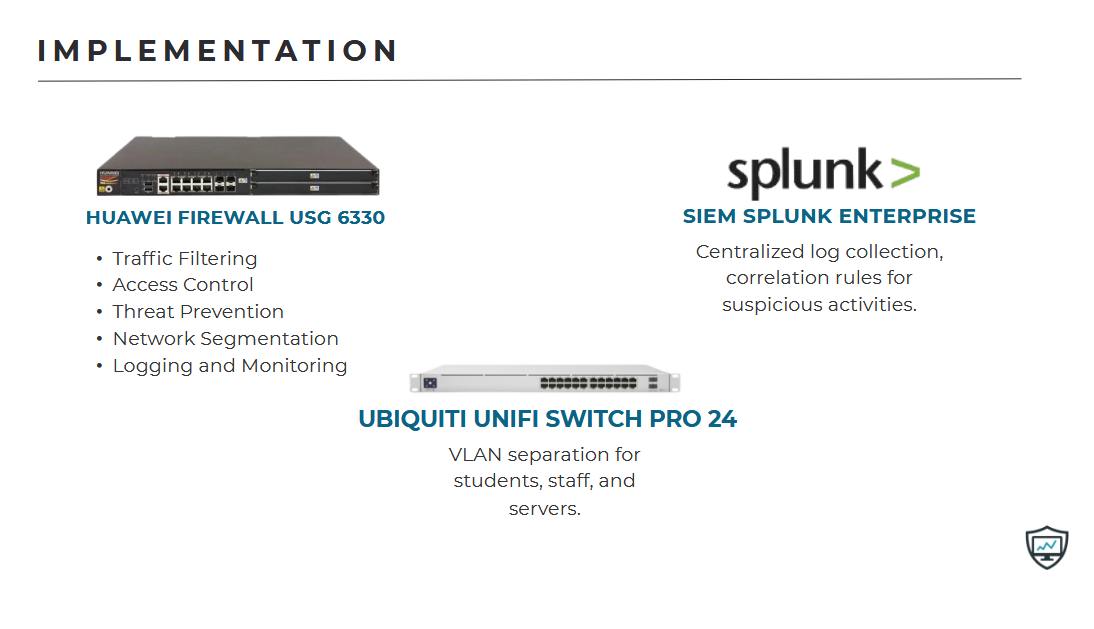 IMPLEMENTATION
HUAWEI
HUAWEI FIREWALL USG 6330
• Traffic Filtering
• Access Control
• Threat Prevention
• Network Segmentation
• Logging and Monitoring
splunk>
SIEM SPLUNK ENTERPRISE
Centralized log collection,
correlation rules for
suspicious activities.
UBIQUITI UNIFI SWITCH PRO 24
VLAN separation for
students, staff, and
servers.